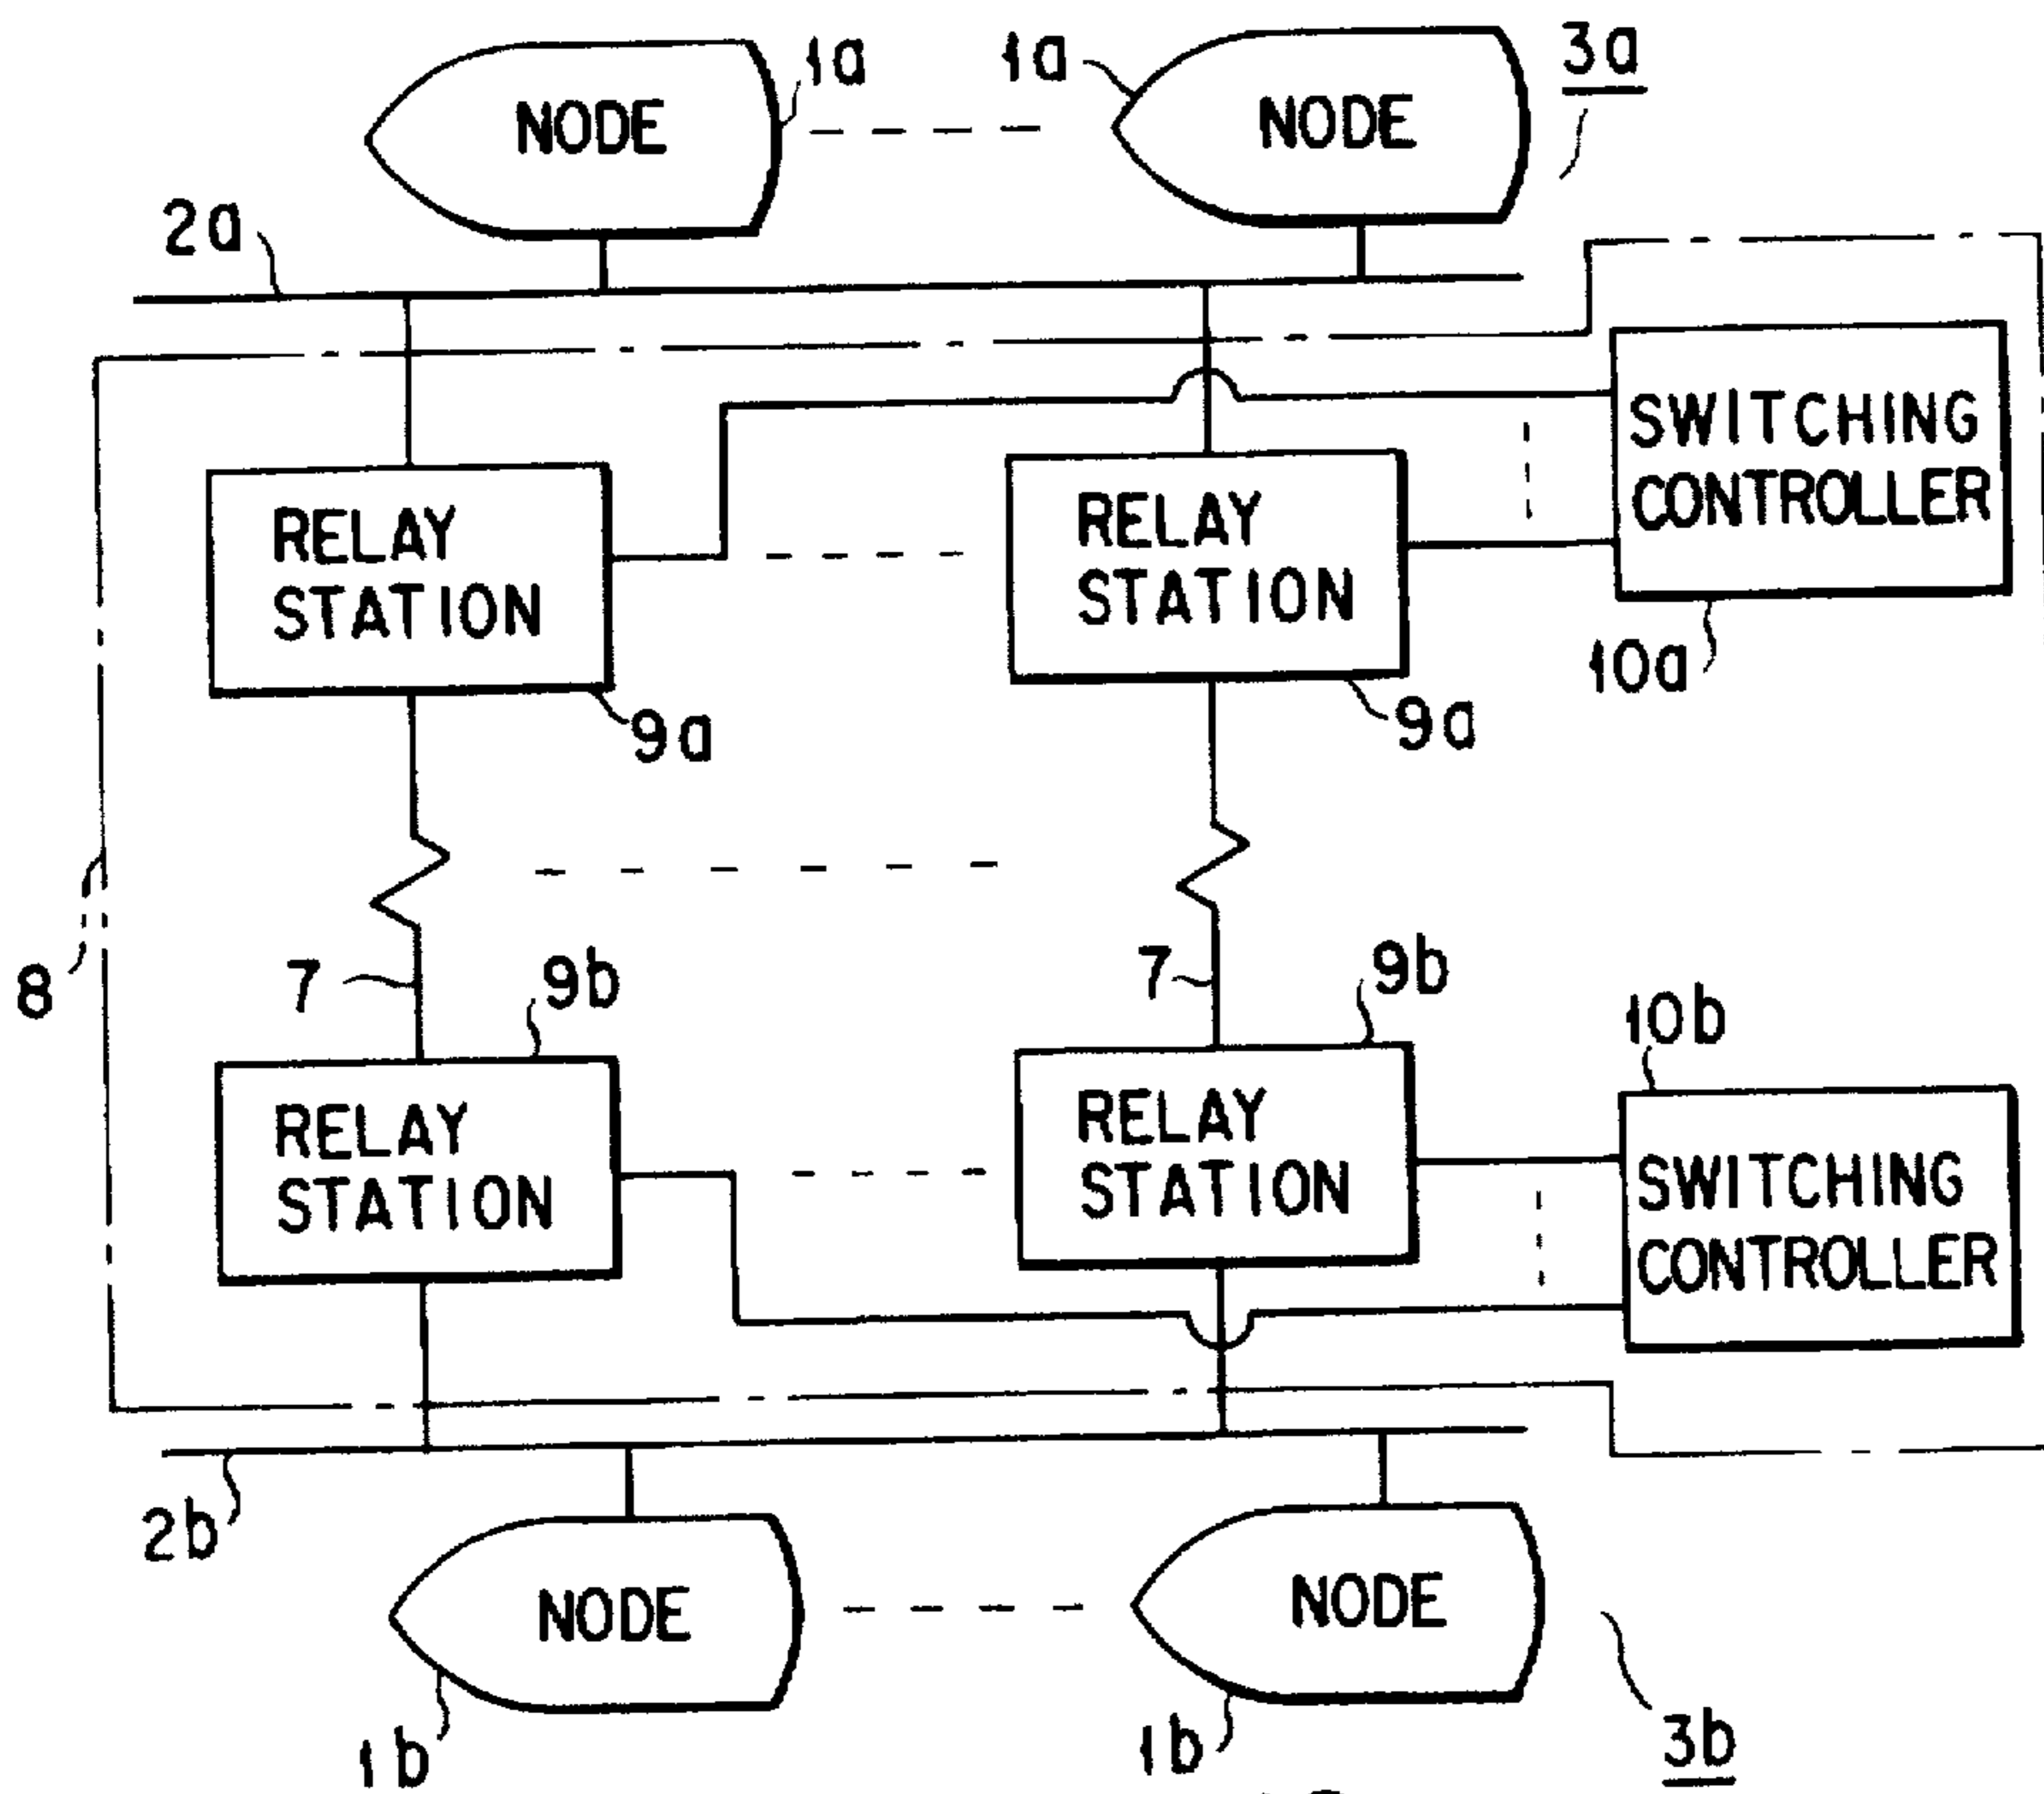 1a
1a
3a
NODE
NODE
2a
SWITCHING
CONTROLLER
RELAY
STATION
RELAY
STATION
10a
9a
9a
8
7
9b
7
9b
10b
RELAY
STATION
RELAY
STATION
SWITCHING
CONTROLLER
2b
NODE
NODE
1b
1b
3b